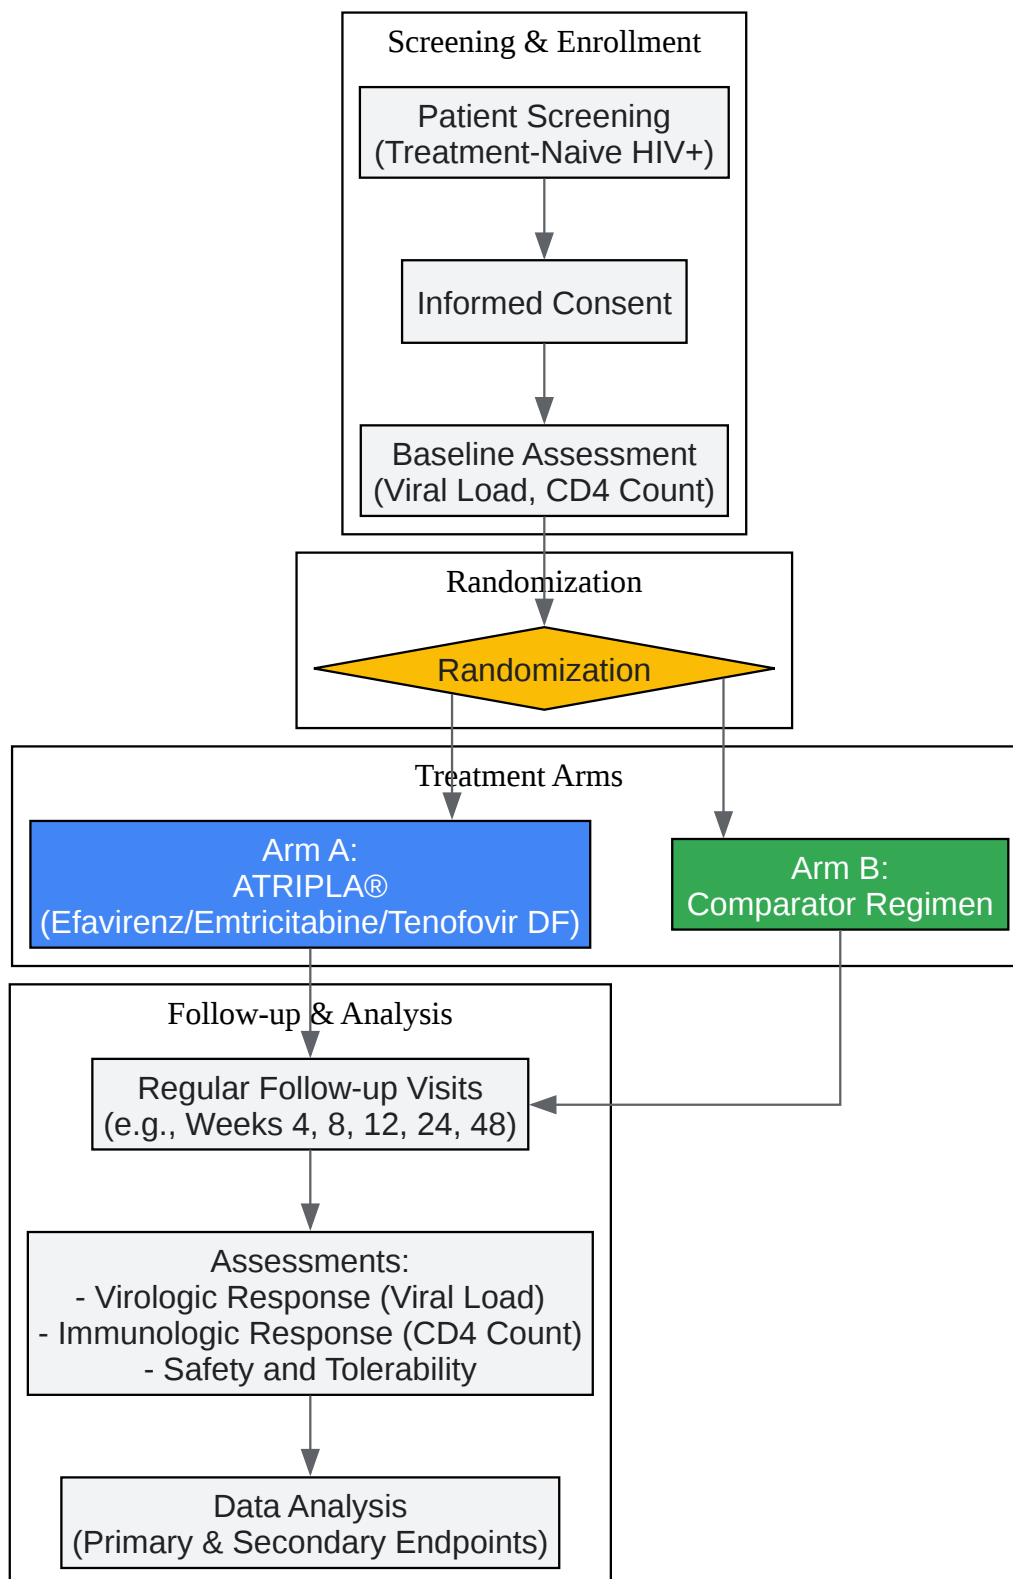 Screening & Enrollment
Patient Screening
(Treatment-Naive HIV+)
Informed Consent
Baseline Assessment
(Viral Load, CD4 Count)
Randomization
Randomization
Treatment Arms
Arm A:
ATRIPLA®
(Efavirenz/Emtricitabine/Tenofovir DF)
Arm B:
Comparator Regimen
Follow-up & Analysis
Regular Follow-up Visits
(e.g., Weeks 4, 8, 12, 24, 48)
Assessments:
- Virologic Response (Viral Load)
- Immunologic Response (CD4 Count)
- Safety and Tolerability
Data Analysis
(Primary & Secondary Endpoints)